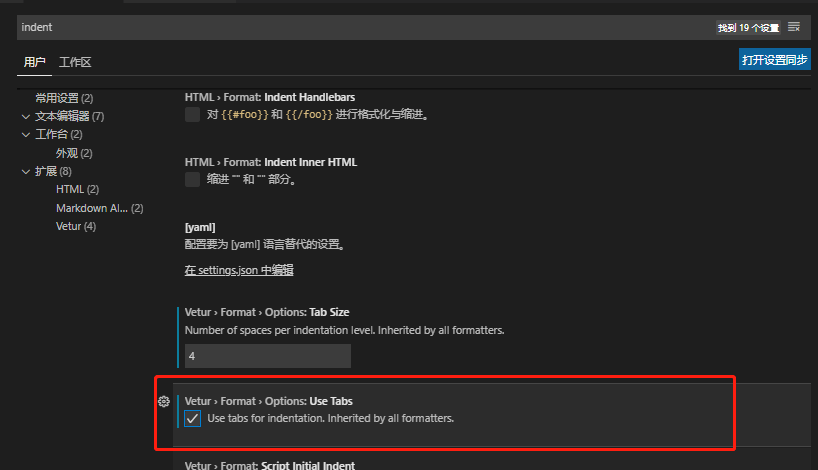 indent
找到 19 个设置
用户
工作区
打开设置同步
常用设置 (2)
文本编辑器 (7)
工作台 (2)
外观 (2)
扩展 (8)
HTML (2)
Markdown Al... (2)
Vetur (4)
HTML › Format: Indent Handlebars
对 {{#foo}} 和 {{/foo}} 进行格式化与缩进。
HTML › Format: Indent Inner HTML
缩进 "" 和 "" 部分。
[yaml]
配置要为 [yaml] 语言替代的设置。
在 settings.json 中编辑
Vetur › Format › Options: Tab Size
Number of spaces per indentation level. Inherited by all formatters.
4
Vetur › Format › Options: Use Tabs
Use tabs for indentation. Inherited by all formatters.
Vetur › Format: Script Initial Indent